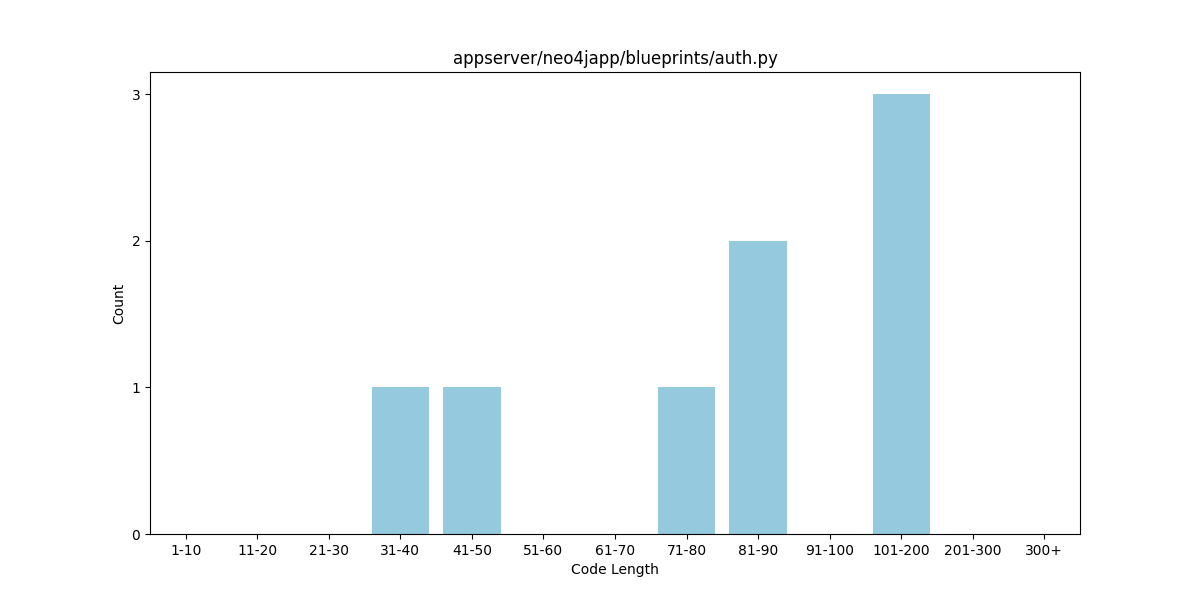 appserver/neo4japp/blueprints/auth.py
3
2
1
0
Count
1-10 11-20 21-30 31-40 41-50 51-60 61-70 71-80 81-90 91-100 101-200 201-300 300+
Code Length